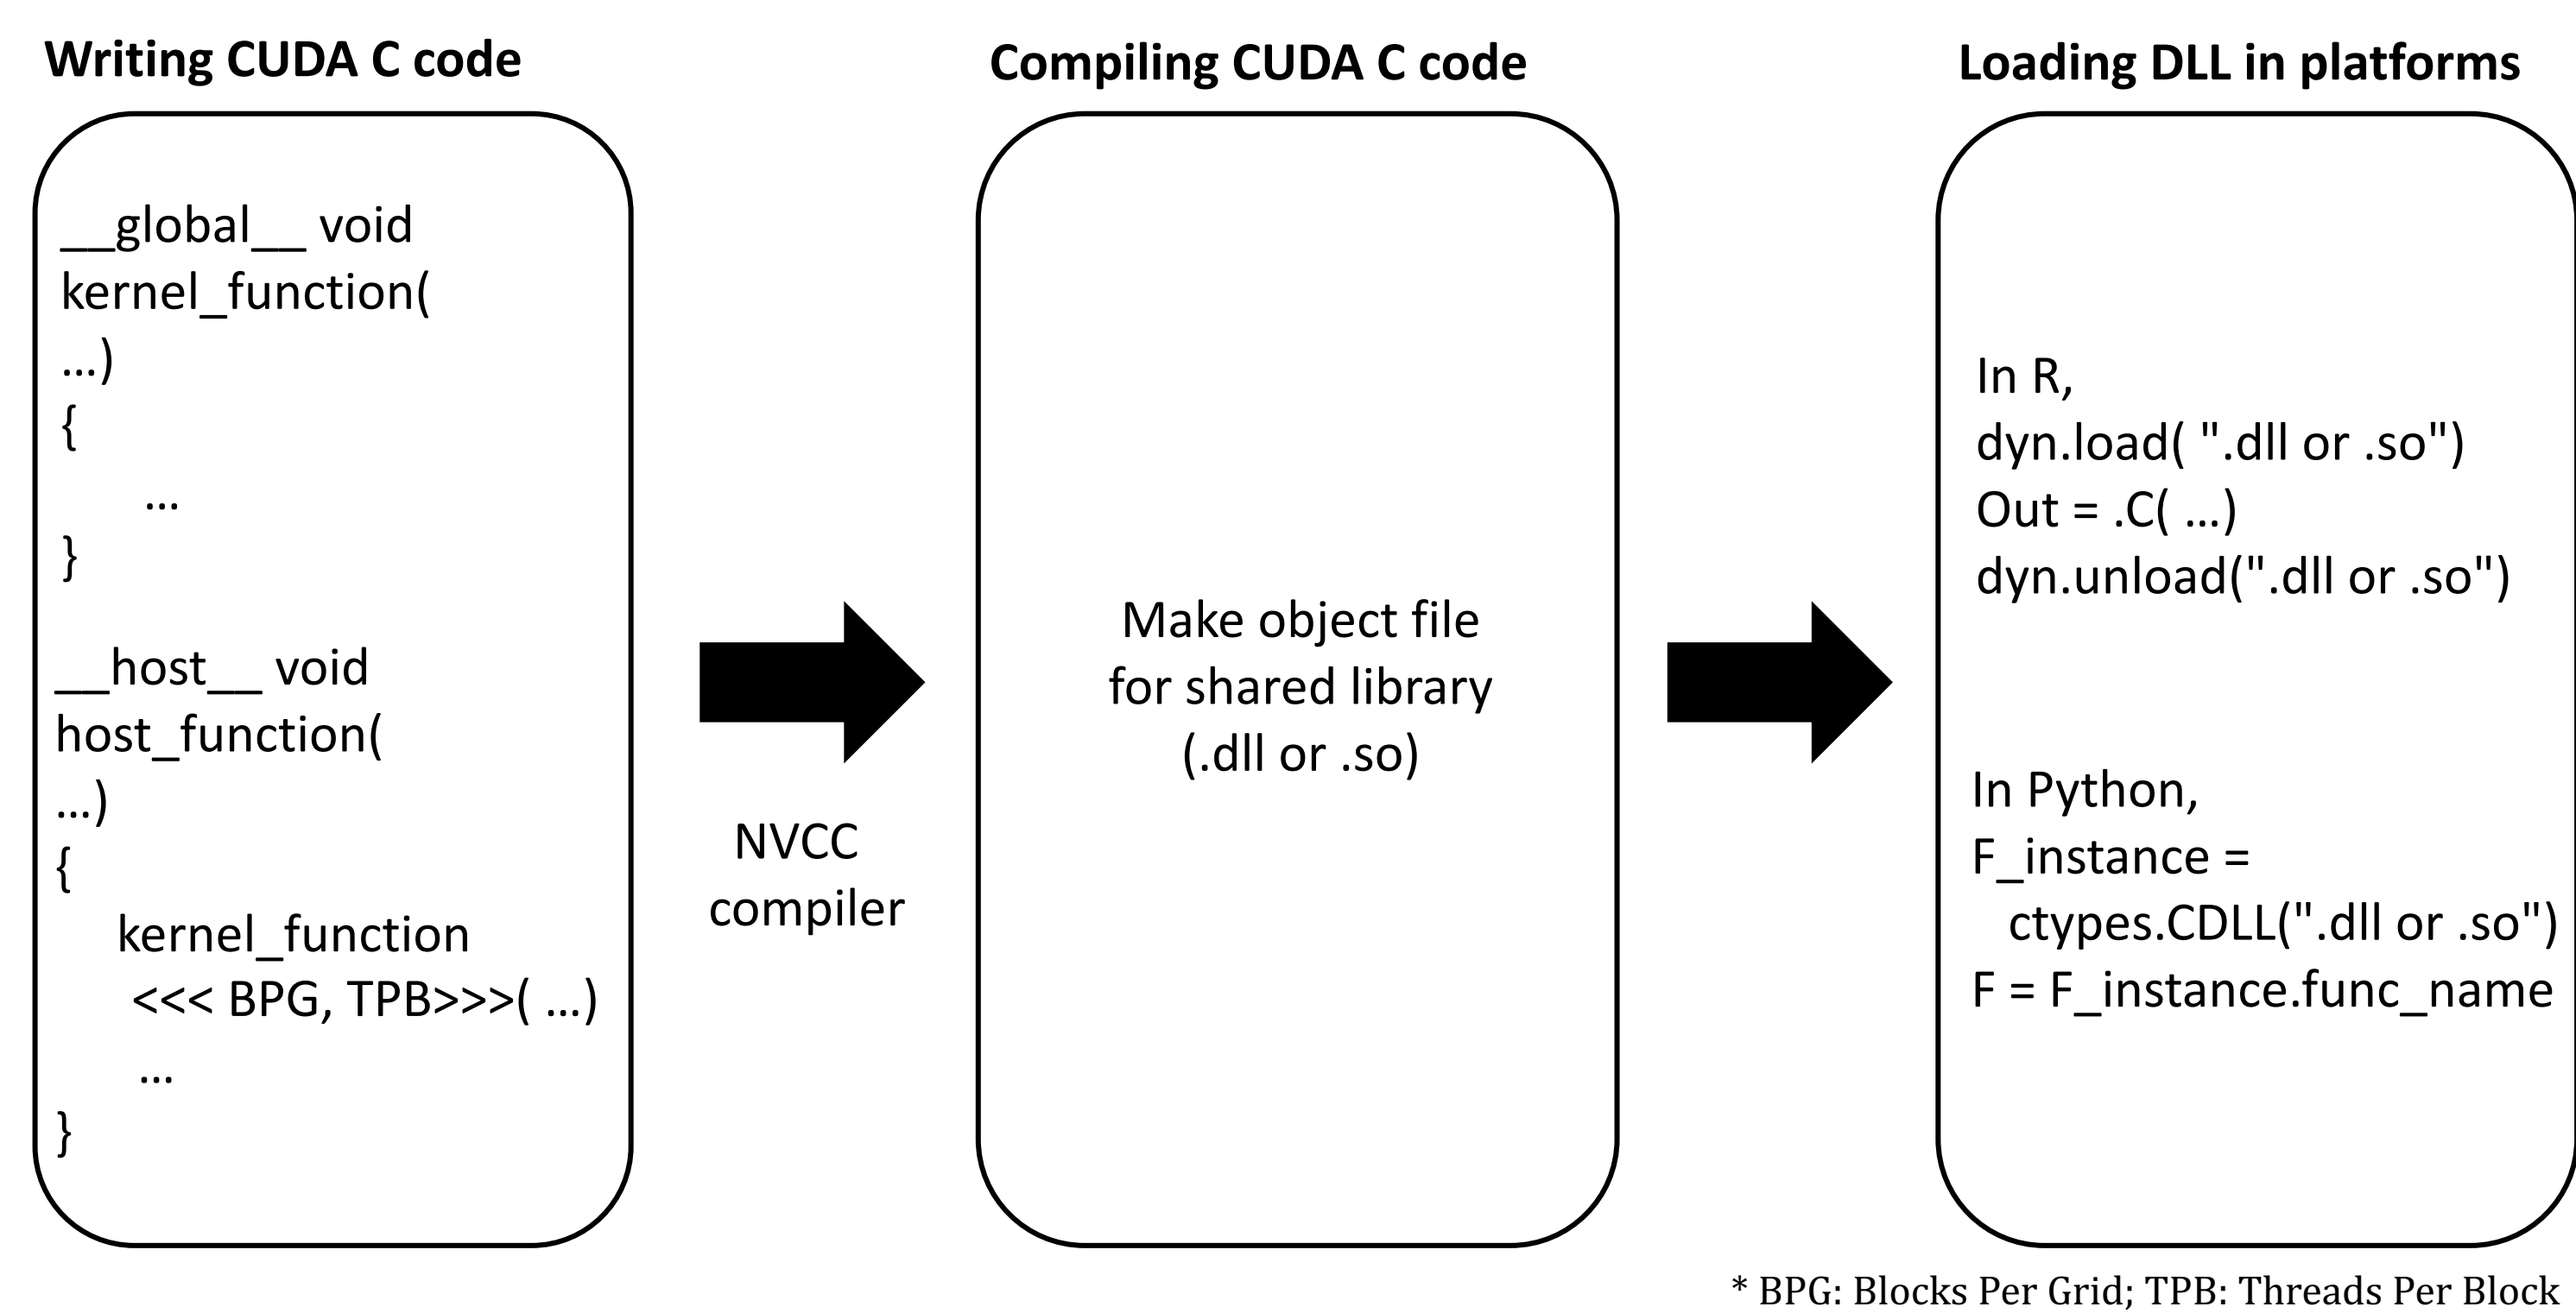 Writing CUDA C code
__global__ void
kernel_function(
...)
{
...
}
__host__ void
host_function(
...)
{
kernel_function
<<< BPG, TPB>>>( ...)
...
}
NVCC
compiler
Compiling CUDA C code
Make object file
for shared library
(.dll or .so)
Loading DLL in platforms
In R,
dyn.load( ".dll or .so")
Out = .C( ...)
dyn.unload(".dll or .so")
In Python,
F_instance =
ctypes.CDLL(".dll or .so")
F = F_instance.func_name
* BPG: Blocks Per Grid; TPB: Threads Per Block